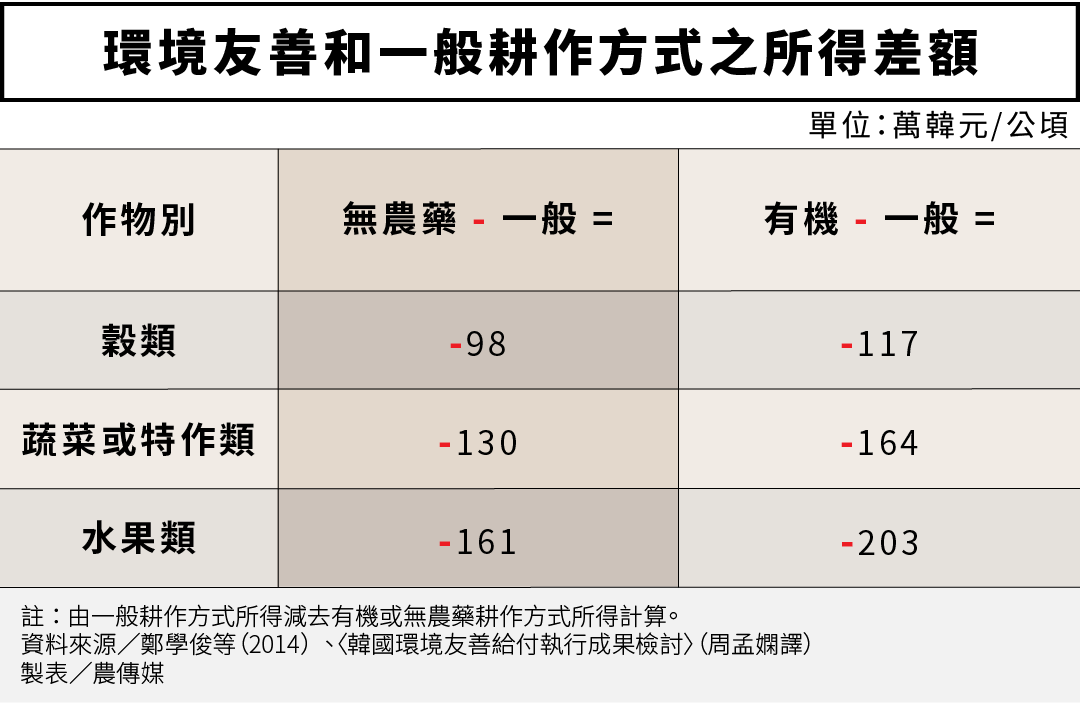 環境友善和一般耕作方式之所得差額
單位：萬韓元/公頃
作物別 無農藥 - 一般 = 有機 - 一般 =
穀類 -98 -117
蔬菜或特作類 -130 -164
水果類 -161 -203
註：由一般耕作方式所得減去有機或無農藥耕作方式所得計算。
資料來源／鄭學俊等（2014）、〈韓國環境友善給付執行成果檢討〉（周孟嫻譯）
製表／農傳媒